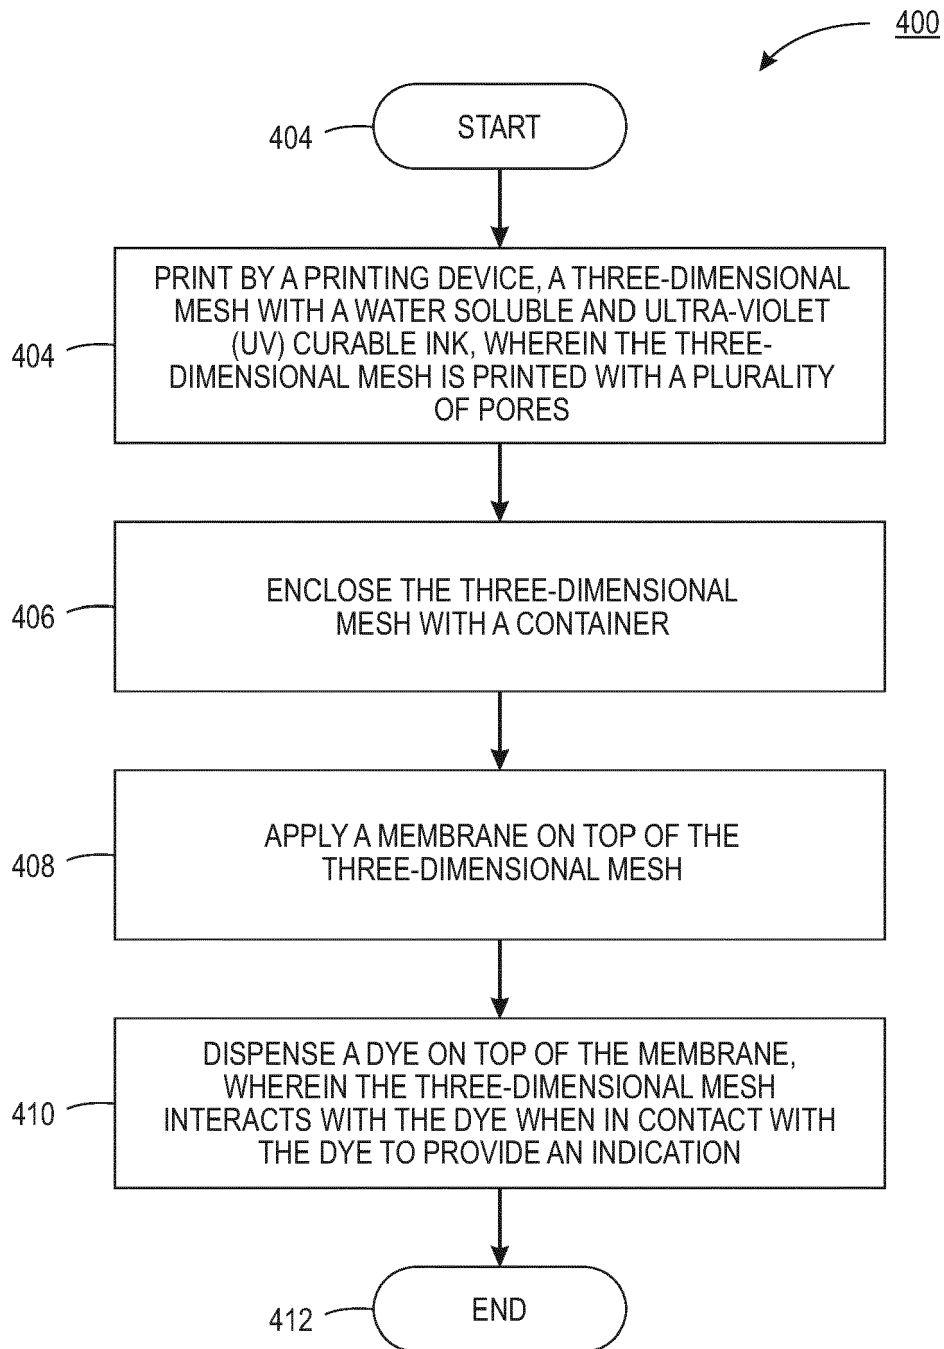 400
START
404
PRINT BY A PRINTING DEVICE, A THREE-DIMENSIONAL
MESH WITH A WATER SOLUBLE AND ULTRA-VIOLET
(UV) CURABLE INK, WHEREIN THE THREE-
DIMENSIONAL MESH IS PRINTED WITH A PLURALITY
OF PORES
404
ENCLOSE THE THREE-DIMENSIONAL
MESH WITH A CONTAINER
406
APPLY A MEMBRANE ON TOP OF THE
THREE-DIMENSIONAL MESH
408
DISPENSE A DYE ON TOP OF THE MEMBRANE,
WHEREIN THE THREE-DIMENSIONAL MESH
INTERACTS WITH THE DYE WHEN IN CONTACT WITH
THE DYE TO PROVIDE AN INDICATION
410
END
412